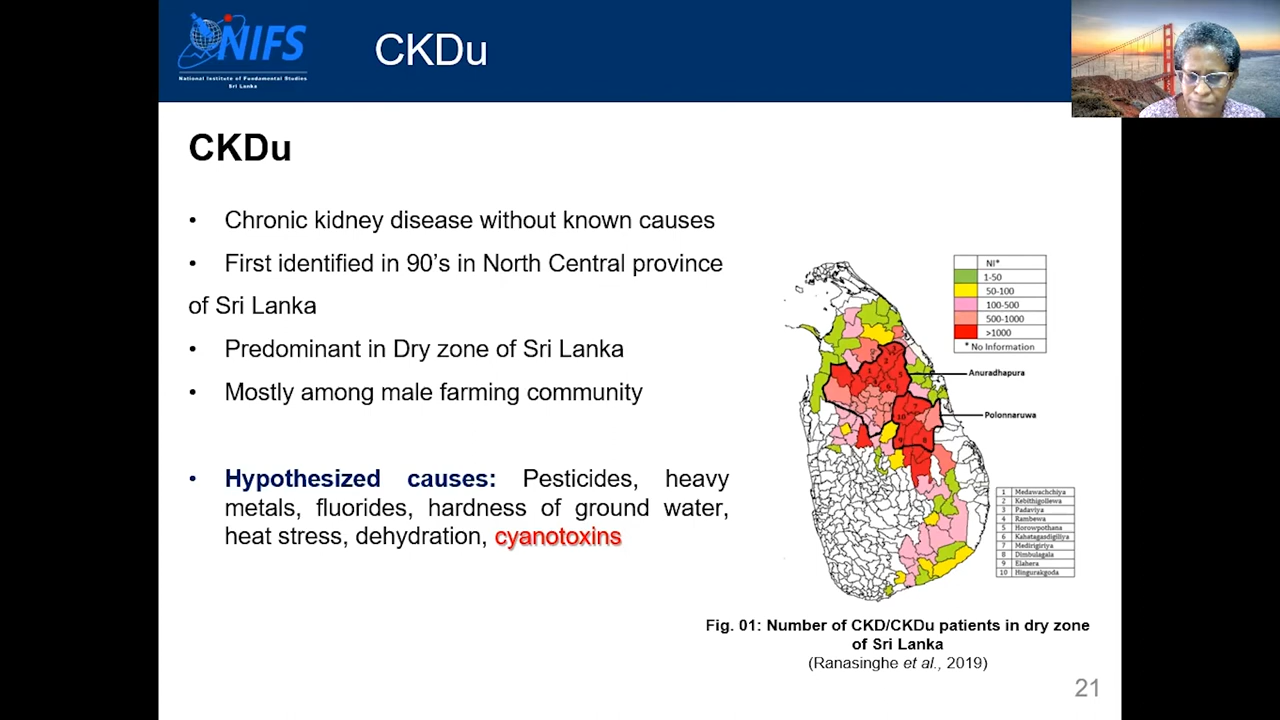 NIFS
National Institute of Fundamental Studies
Sri Lanka
CKDu
CKDu
• Chronic kidney disease without known causes
• First identified in 90's in North Central province
of Sri Lanka
• Predominant in Dry zone of Sri Lanka
• Mostly among male farming community
• Hypothesized causes: Pesticides, heavy
metals, fluorides, hardness of ground water,
heat stress, dehydration, cyanotoxins
NI*
1-50
50-100
100-500
500-1000
>1000
* No Information
Anuradhapura
Polonnaruwa
1 Medawachchiya
2 Kebithigollewa
3 Padaviya
4 Rambewa
5 Horowpothana
6 Kahatagasdigiliya
7 Medirigiriya
8 Dimbulagala
9 Elahera
10 Hingurakgoda
Fig. 01: Number of CKD/CKDu patients in dry zone
of Sri Lanka
(Ranasinghe et al., 2019)
21